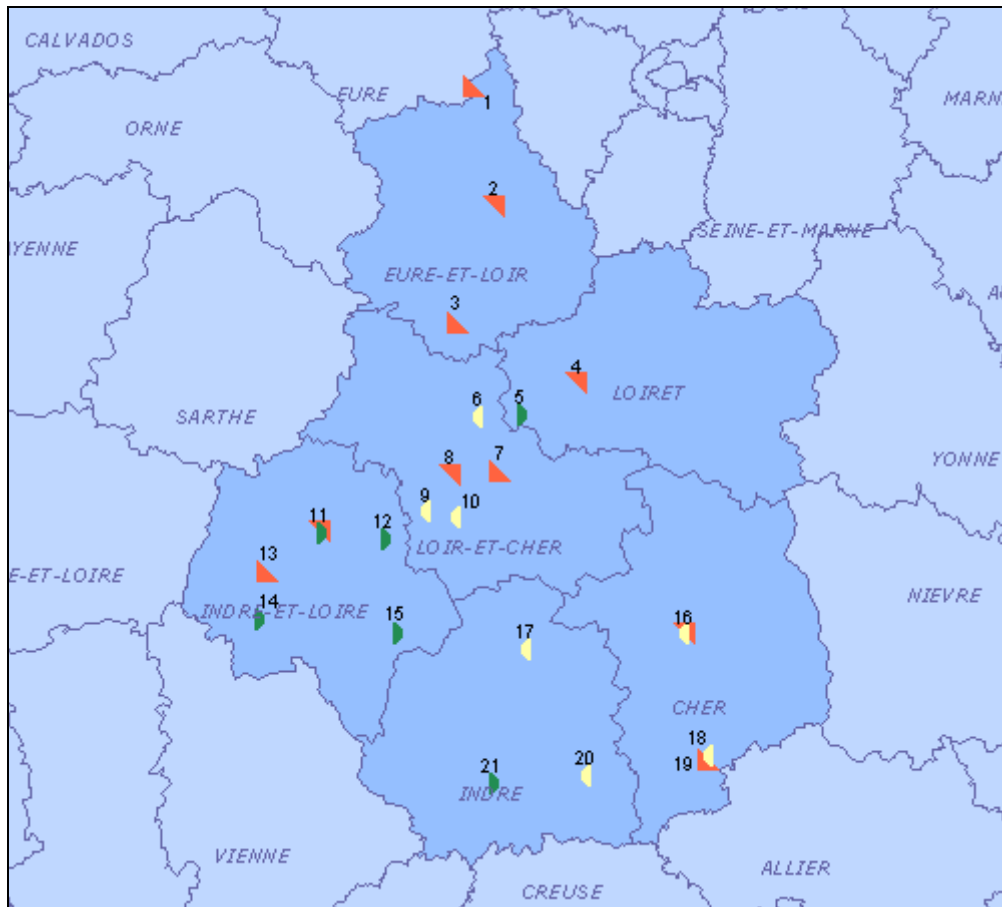 CALVADOS
EURE
1
MARN
ORNE
2
SEINE-ET-MARNE
AYENNE
EURE-ET-LOIR
3
4
LOIRET
6
5
SARTHE
8
7
YONNE
9
10
11
12
LOIR-ET-CHER
13
E-ET-LOIRE
14
INDRE-ET-LOIRE
15
16
NIEVRE
17
CHER
18
19
20
21
INDRE
VIENNE
ALLIER
CREUSE